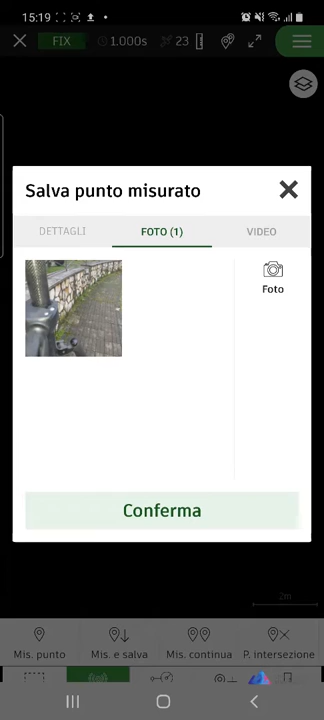 15:19
FIX 1.000s 23
Salva punto misurato
DETTAGLI FOTO (1) VIDEO
Foto
Conferma
2m
Mis. punto Mis. e salva Mis. continua P. intersezione